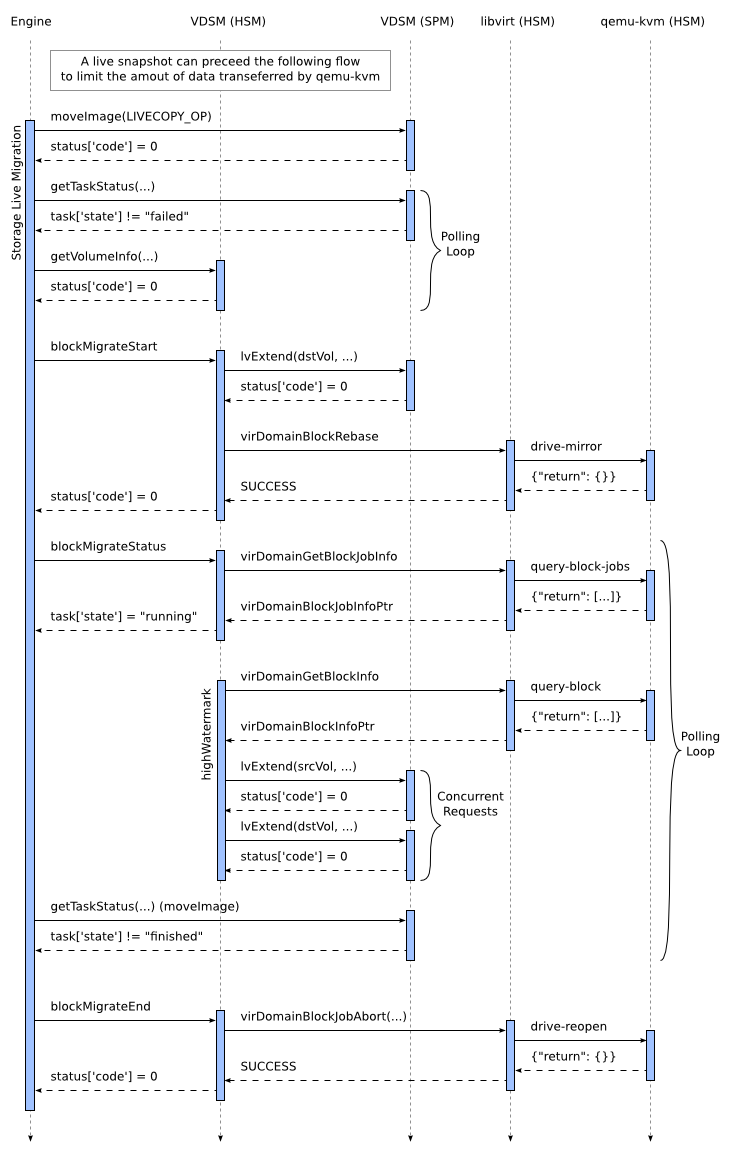 Engine
VDSM (HSM)
VDSM (SPM)
libvirt (HSM)
qemu-kvm (HSM)
A live snapshot can preceed the following flow
to limit the amout of data transeferred by qemu-kvm
Storage Live Migration
moveImage(LIVECOPY_OP)
status['code'] = 0
getTaskStatus(...)
task['state'] != "failed"
Polling
Loop
getVolumeInfo(...)
status['code'] = 0
blockMigrateStart
lvExtend(dstVol, ...)
status['code'] = 0
virDomainBlockRebase
drive-mirror
{"return": {}}
SUCCESS
status['code'] = 0
blockMigrateStatus
virDomainGetBlockJobInfo
query-block-jobs
{"return": [...]}
virDomainBlockJobInfoPtr
task['state'] = "running"
highWatermark
virDomainGetBlockInfo
query-block
{"return": [...]}
virDomainBlockInfoPtr
Polling
Loop
lvExtend(srcVol, ...)
status['code'] = 0
Concurrent
Requests
lvExtend(dstVol, ...)
status['code'] = 0
getTaskStatus(...) (moveImage)
task['state'] != "finished"
blockMigrateEnd
virDomainBlockJobAbort(...)
drive-reopen
{"return": {}}
SUCCESS
status['code'] = 0